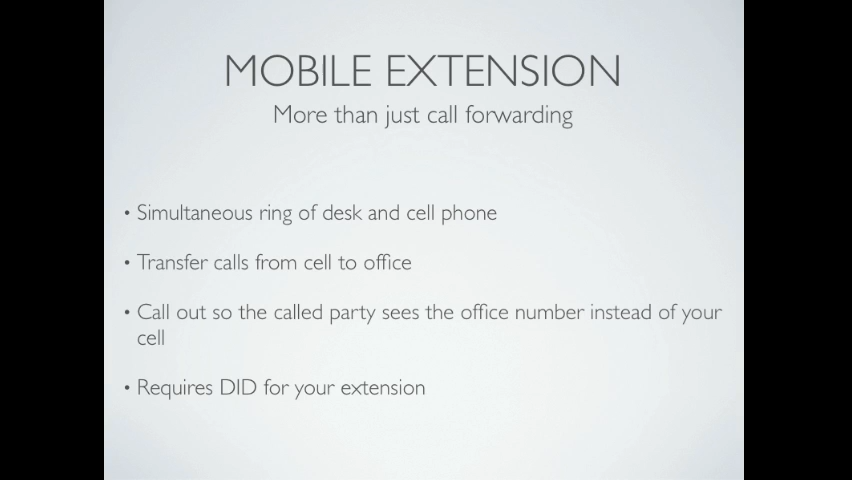 MOBILE EXTENSION
More than just call forwarding
• Simultaneous ring of desk and cell phone
• Transfer calls from cell to office
• Call out so the called party sees the office number instead of your
cell
• Requires DID for your extension